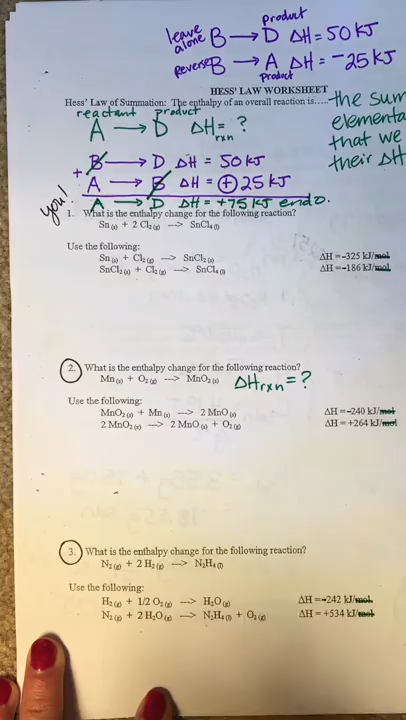 product
leave alone B → D ΔH = 50 kJ
reverse B → A ΔH = -25 kJ
product
HESS' LAW WORKSHEET
Hess' Law of Summation: The enthalpy of an overall reaction is…..
the sum
elementa
that we
their ΔH
reactant product
A → D ΔHrxn = ?
B → D ΔH = 50 kJ
+ A → B ΔH = + 25 kJ
A → D ΔH = +75 kJ endo.
you!
1. What is the enthalpy change for the following reaction?
Sn (s) + 2 Cl2 (g) ---> SnCl4 (l)
Use the following:
Sn (s) + Cl2 (g) ---> SnCl2 (s) ΔH = -325 kJ/mol
SnCl2 (s) + Cl2 (g) ---> SnCl4 (l) ΔH = -186 kJ/mol
2. What is the enthalpy change for the following reaction?
Mn (s) + O2 (g) ---> MnO2 (s) ΔHrxn = ?
Use the following:
MnO2 (s) + Mn (s) ---> 2 MnO (s) ΔH = -240 kJ/mol
2 MnO2 (s) ---> 2 MnO (s) + O2 (g) ΔH = +264 kJ/mol
3. What is the enthalpy change for the following reaction?
N2 (g) + 2 H2 (g) ---> N2H4 (l)
Use the following:
H2 (g) + 1/2 O2 (g) ---> H2O (g) ΔH = -242 kJ/mol
N2 (g) + 2 H2O (g) ---> N2H4 (l) + O2 (g) ΔH = +534 kJ/mol